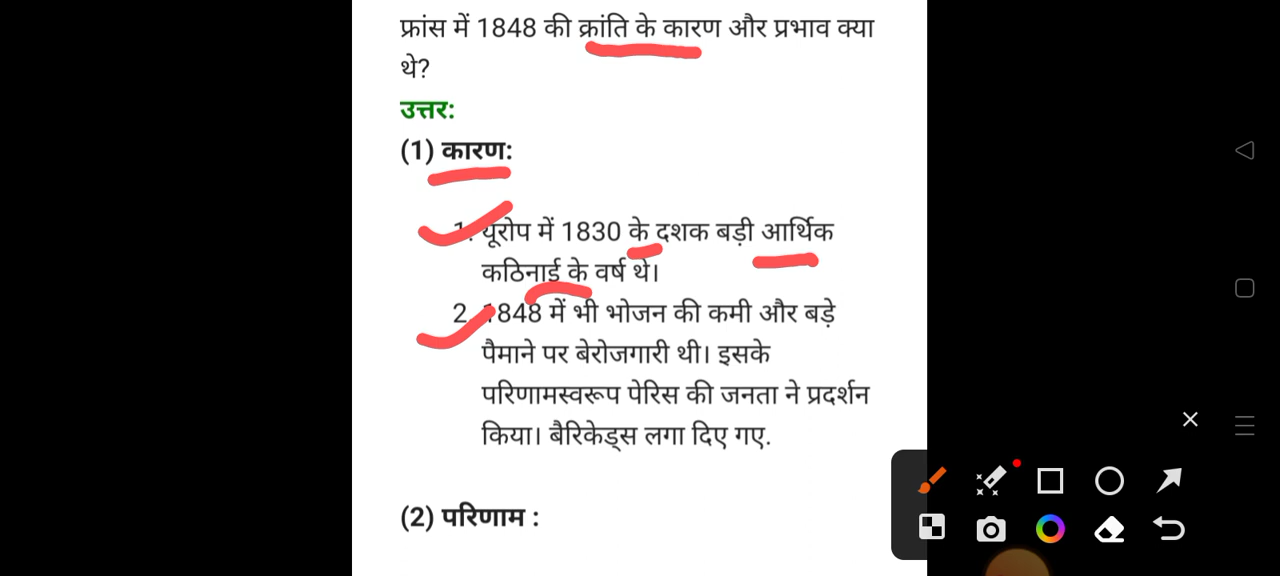 फ्रांस में 1848 की क्रांति के कारण और प्रभाव क्या
थे?
उत्तर:
(1) कारण:
1. यूरोप में 1830 के दशक बड़ी आर्थिक
कठिनाई के वर्ष थे।
2. 1848 में भी भोजन की कमी और बड़े
पैमाने पर बेरोजगारी थी। इसके
परिणामस्वरूप पेरिस की जनता ने प्रदर्शन
किया। बैरिकेड्स लगा दिए गए.
(2) परिणाम :